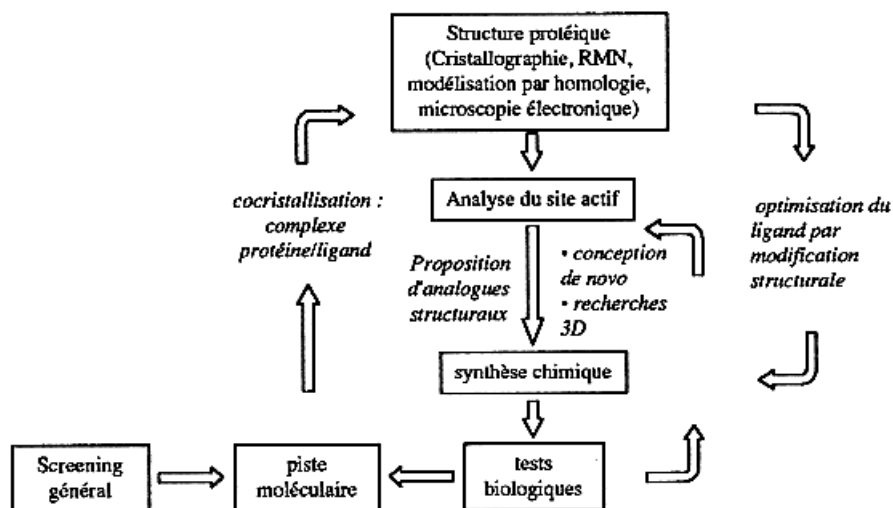 Structure protéique
(Cristallographie, RMN,
modélisation par homologie,
microscopie électronique)
cocristallisation :
complexe
protéine/ligand
Analyse du site actif
optimisation du
ligand par
modification
structurale
Proposition
d'analogues
structuraux
• conception
de novo
• recherches
3D
synthèse chimique
Screening
général
piste
moléculaire
tests
biologiques